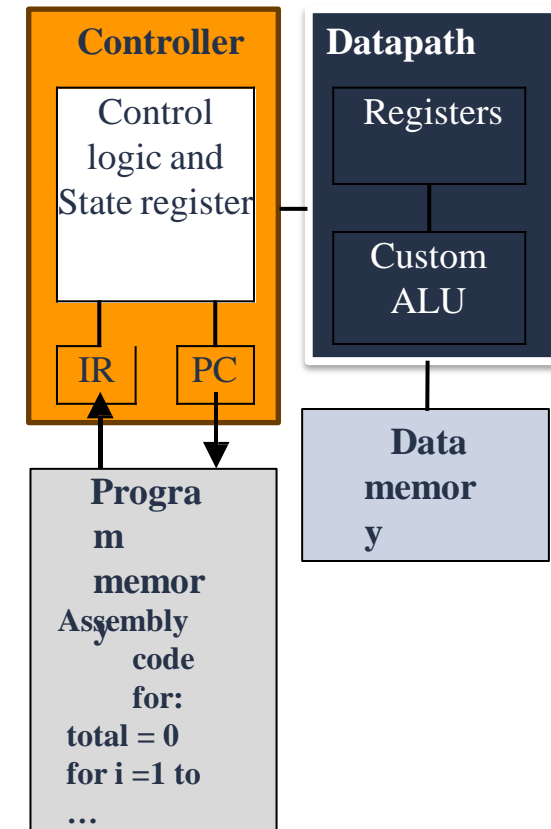 Controller
Control
logic and
State register
IR
PC
Datapath
Registers
Custom
ALU
Data
memor
y
Progra
m
memor
y
Assembly
code
for:
total = 0
for i =1 to
…